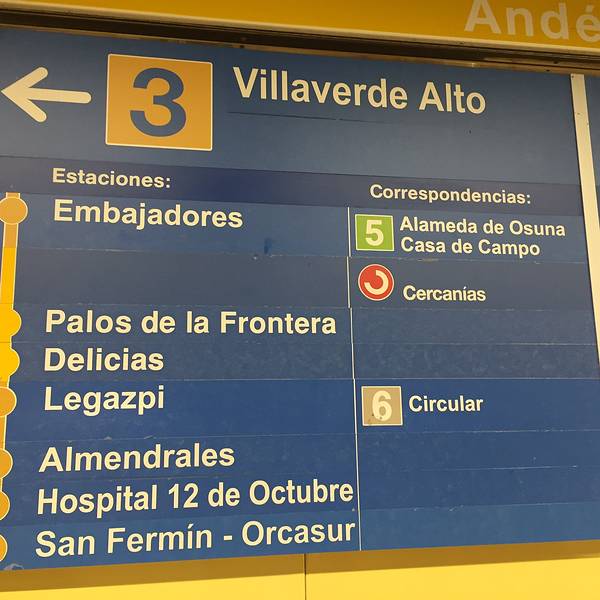 Andé
3 Villaverde Alto
Estaciones:
Correspondencias:
Embajadores
5 Alameda de Osuna
Casa de Campo
Cercanías
Palos de la Frontera
Delicias
Legazpi
6 Circular
Almendrales
Hospital 12 de Octubre
San Fermín - Orcasur